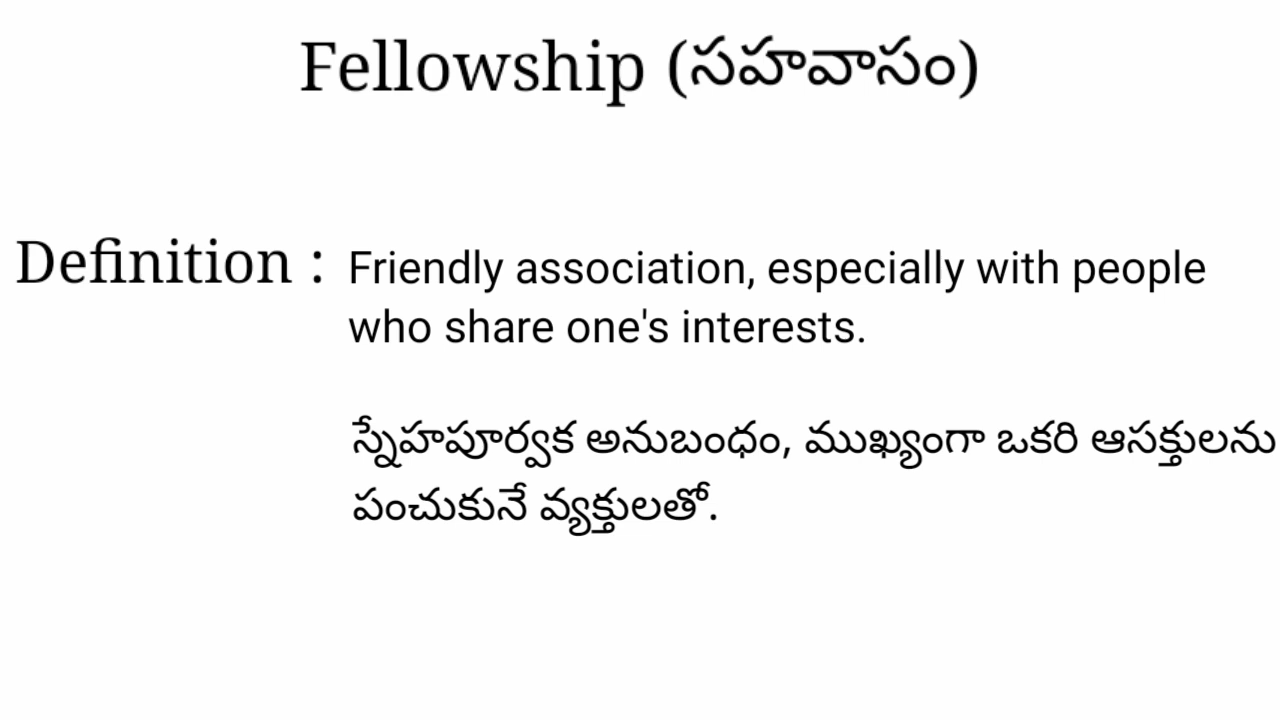 Fellowship (సహవాసం)
Definition : Friendly association, especially with people
who share one's interests.
స్నేహపూర్వక అనుబంధం, ముఖ్యంగా ఒకరి ఆసక్తులను
పంచుకునే వ్యక్తులతో.